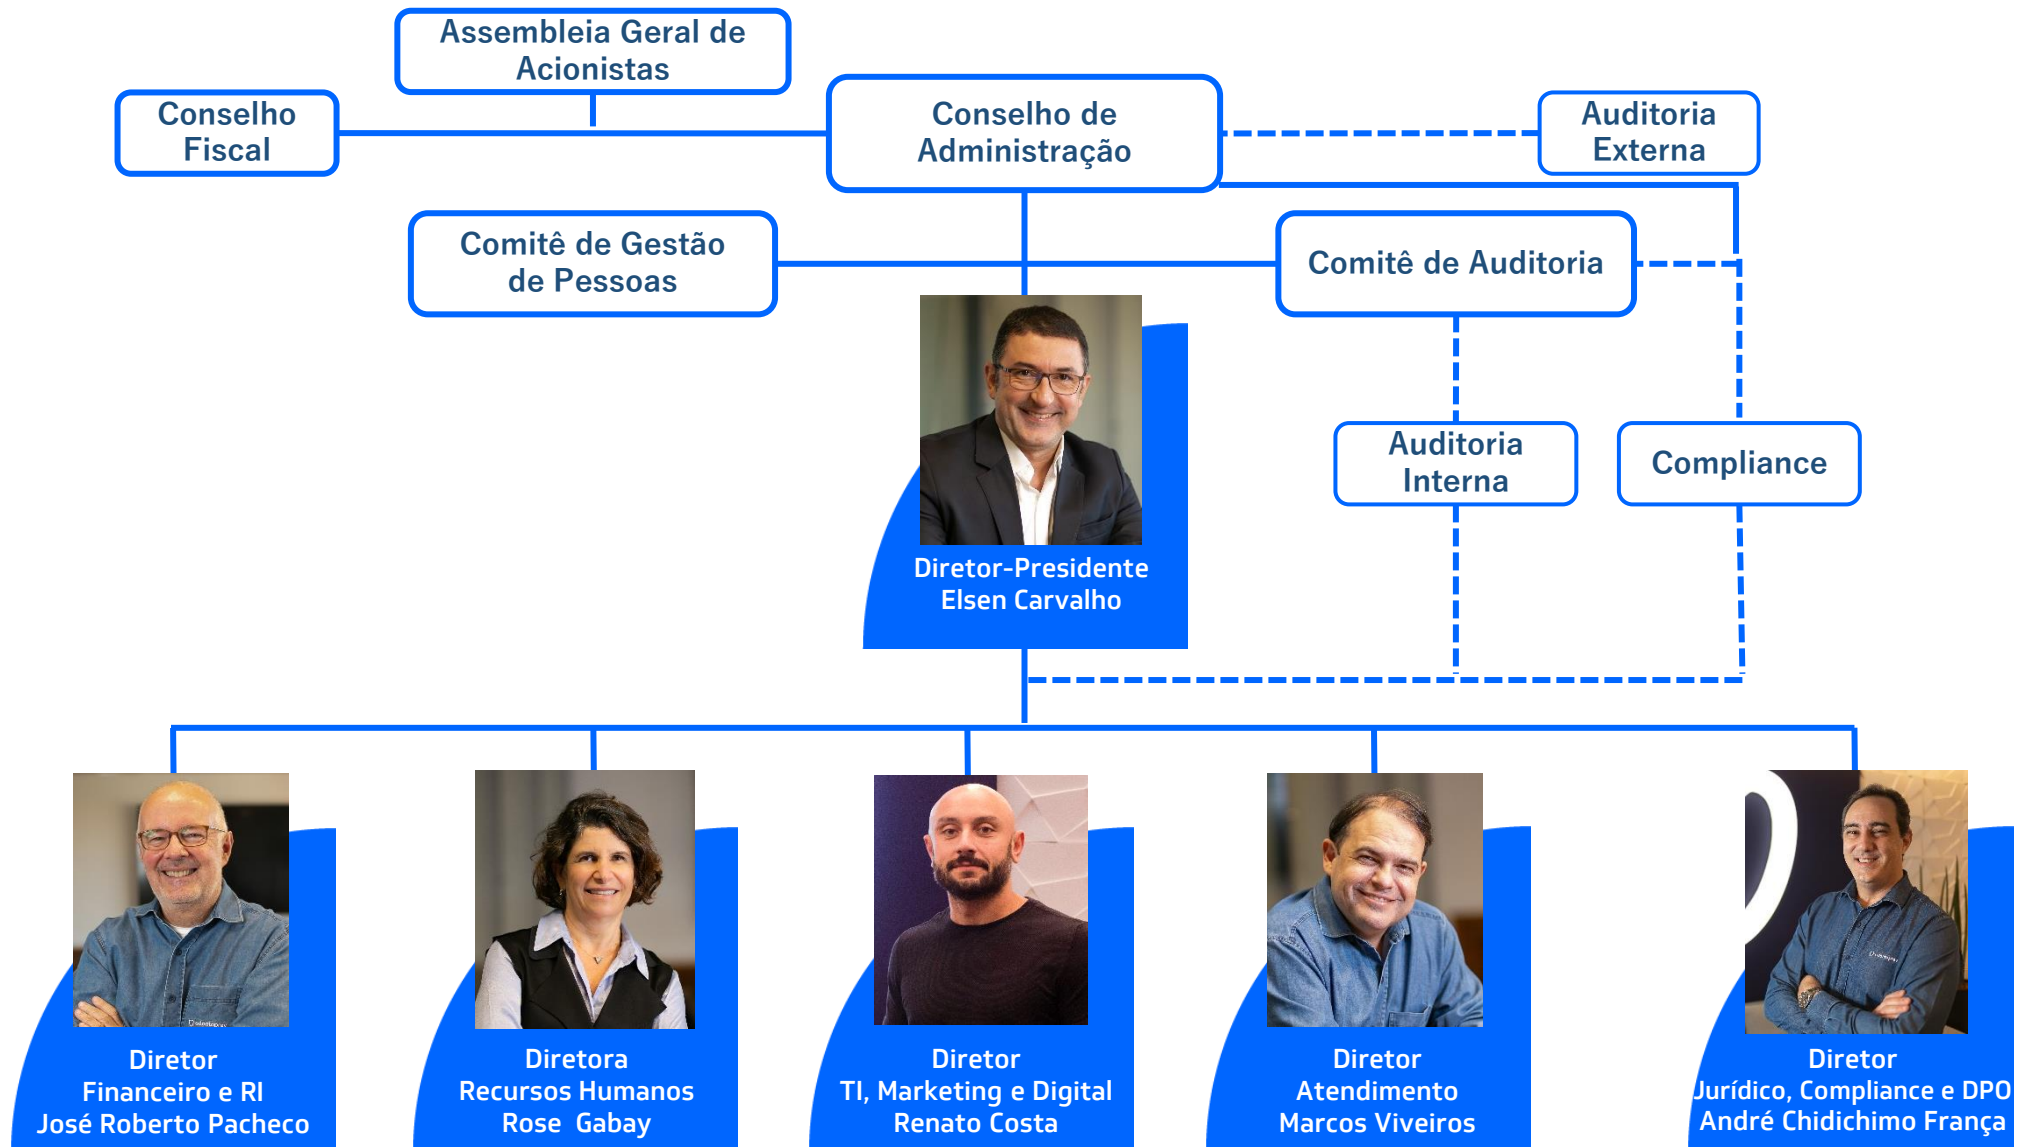 Assembleia Geral de
Acionistas
Conselho
Fiscal
Conselho de
Administração
Auditoria
Externa
Comitê de Gestão
de Pessoas
Comitê de Auditoria
Auditoria
Interna
Compliance
Diretor-Presidente
Elsen Carvalho
Diretor
Financeiro e RI
José Roberto Pacheco
Diretora
Recursos Humanos
Rose  Gabay
Diretor
TI, Marketing e Digital
Renato Costa
Diretor
Atendimento
Marcos Viveiros
Diretor
Jurídico, Compliance e DPO
André Chidichimo França